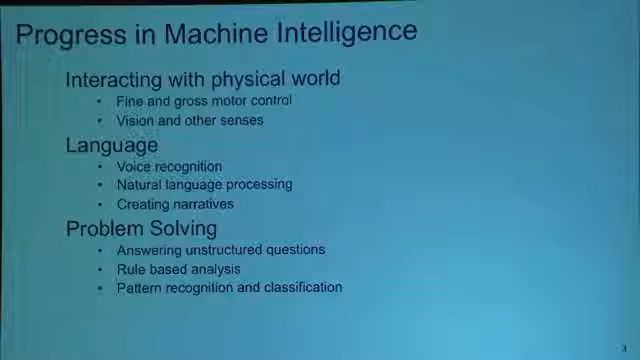 Progress in Machine Intelligence
Interacting with physical world
• Fine and gross motor control
• Vision and other senses
Language
• Voice recognition
• Natural language processing
• Creating narratives
Problem Solving
• Answering unstructured questions
• Rule based analysis
• Pattern recognition and classification
3